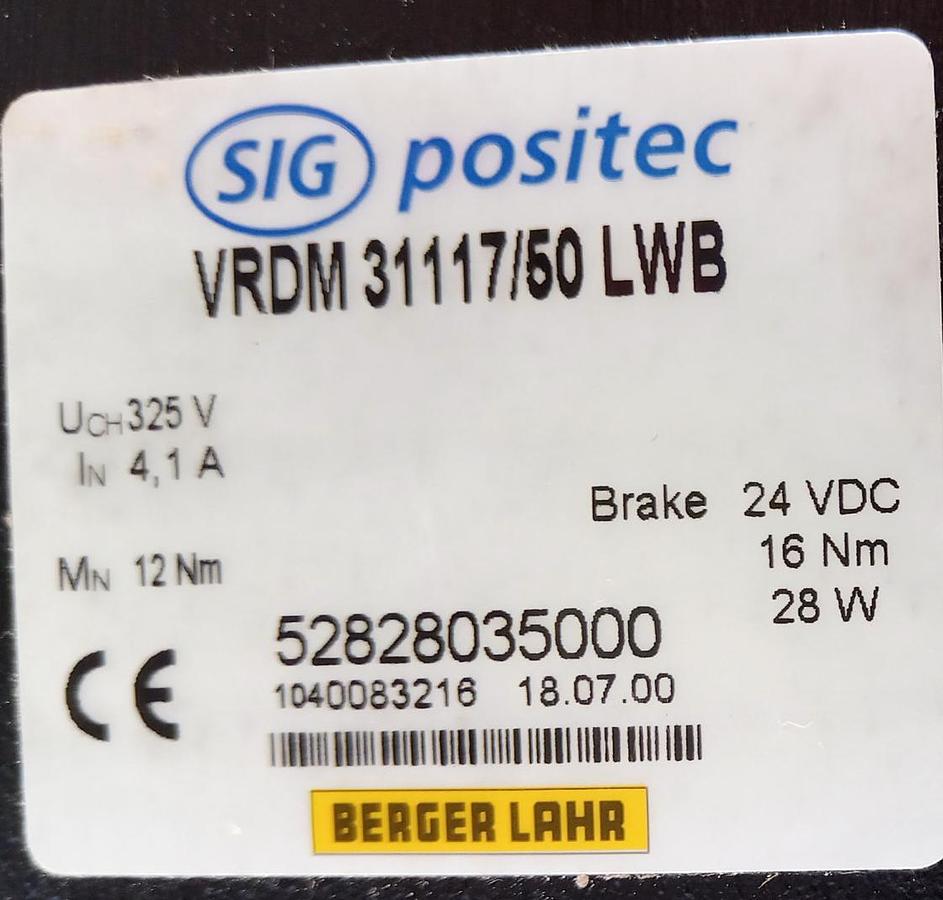 SIG positec
VRDM 31117/50 LWB
UCH 325 V
IN 4,1 A
Brake 24 VDC
16 Nm
MN 12 Nm
28 W
52828035000
CE
1040083216 18.07.00
BERGER LAHR